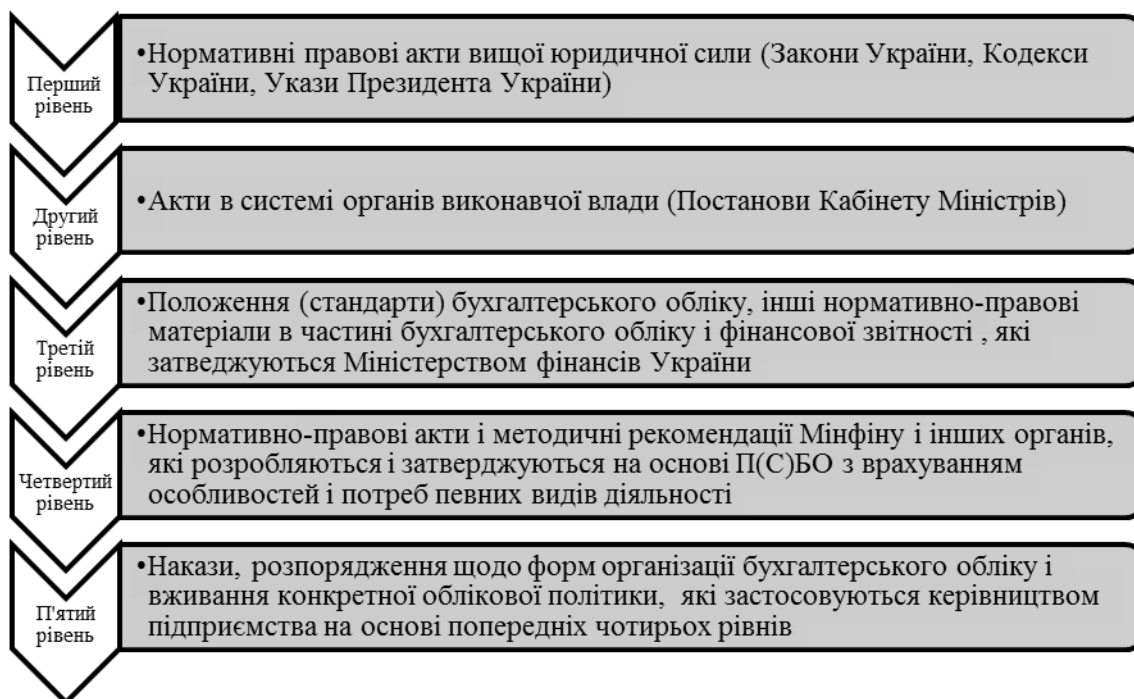 Перший
рівень
•Нормативні правові акти вищої юридичної сили (Закони України, Кодекси
України, Укази Президента України)
Другий
рівень
•Акти в системі органів виконавчої влади (Постанови Кабінету Міністрів)
Третій
рівень
•Положення (стандарти) бухгалтерського обліку, інші нормативно-правові
матеріали в частині бухгалтерського обліку і фінансової звітності , які
затведжуються Міністерством фінансів України
Четвертий
рівень
•Нормативно-правові акти і методичні рекомендації Мінфіну і інших органів,
які розробляються і затверджуються на основі П(С)БО з врахуванням
особливостей і потреб певних видів діяльності
П'ятий
рівень
•Накази, розпорядження щодо форм організації бухгалтерського обліку і
вживання конкретної облікової політики, які застосовуються керівництвом
підприємства на основі попередніх чотирьох рівнів